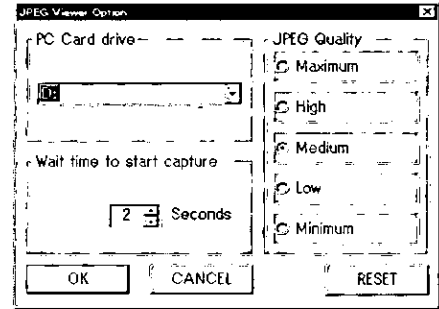 JPEG Viewer Option
PC Card drive
D:
Wait time to start capture
2 Seconds
JPEG Quality
Maximum
High
Medium
Low
Minimum
OK CANCEL RESET